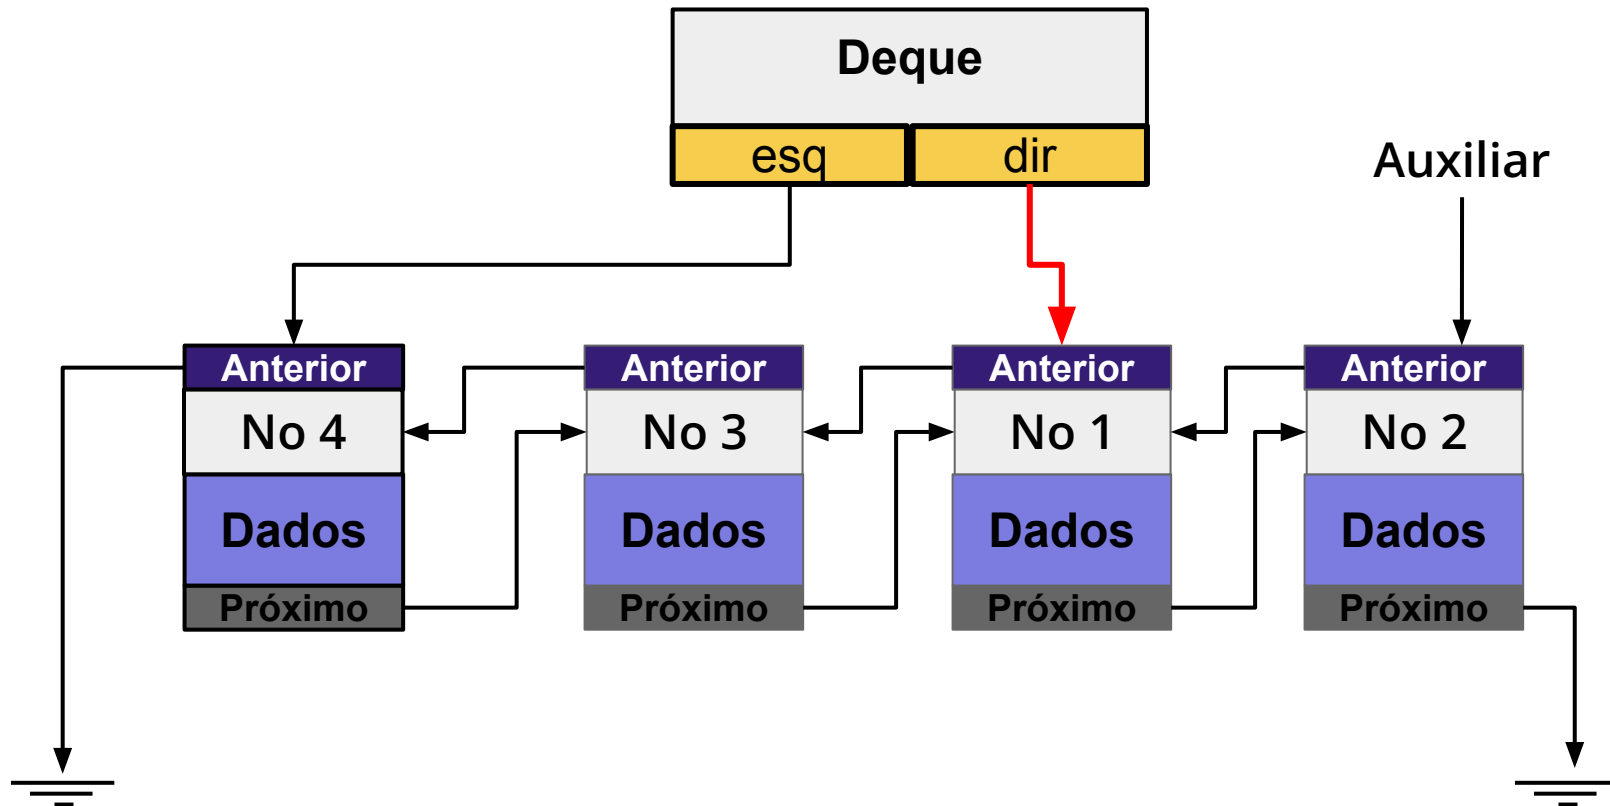 Deque
esq dir
Auxiliar
Anterior Anterior Anterior Anterior
No 4 No 3 No 1 No 2
Dados Dados Dados Dados
Próximo Próximo Próximo Próximo